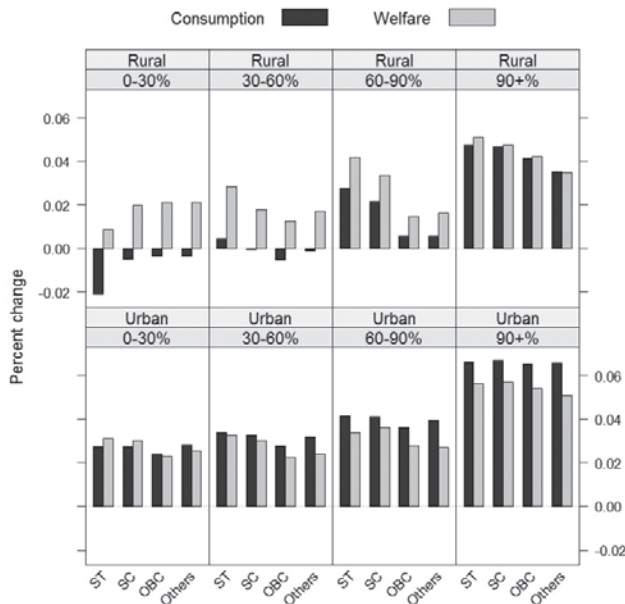 Consumption Welfare
Rural Rural Rural Rural
0-30% 30-60% 60-90% 90+%
0.06
0.04
0.02
0.00
-0.02
Percent change
Urban Urban Urban Urban
0-30% 30-60% 60-90% 90+%
0.06
0.04
0.02
0.00
-0.02
ST SC OBC Others ST SC OBC Others ST SC OBC Others ST SC OBC Others